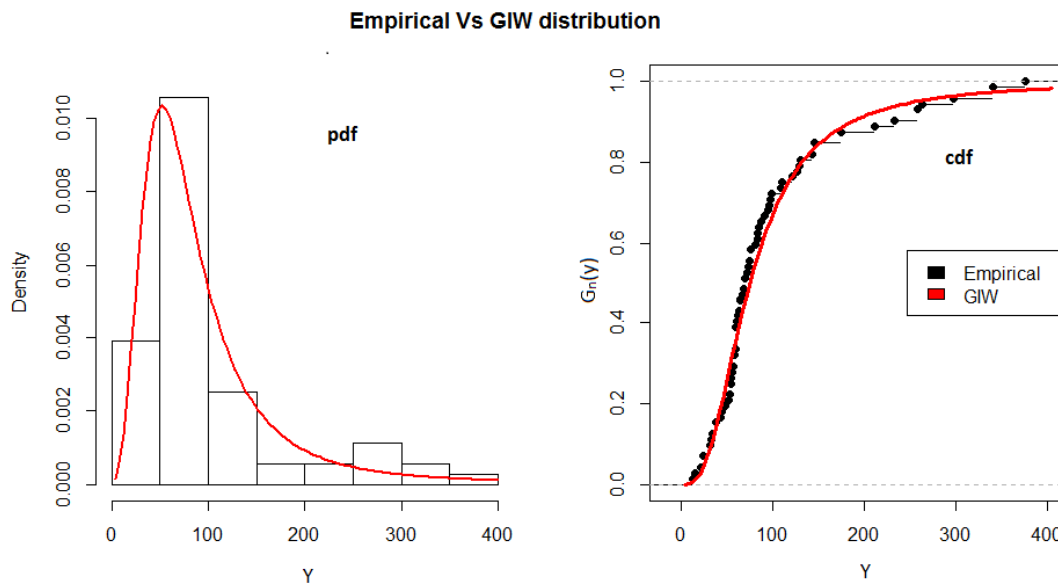 Empirical Vs GIW distribution
pdf
Density
0.000
0.002
0.004
0.006
0.008
0.010
0 100 200 300 400
Y
cdf
Gₙ(y)
0.0
0.2
0.4
0.6
0.8
1.0
Empirical
GIW
0 100 200 300 400
Y